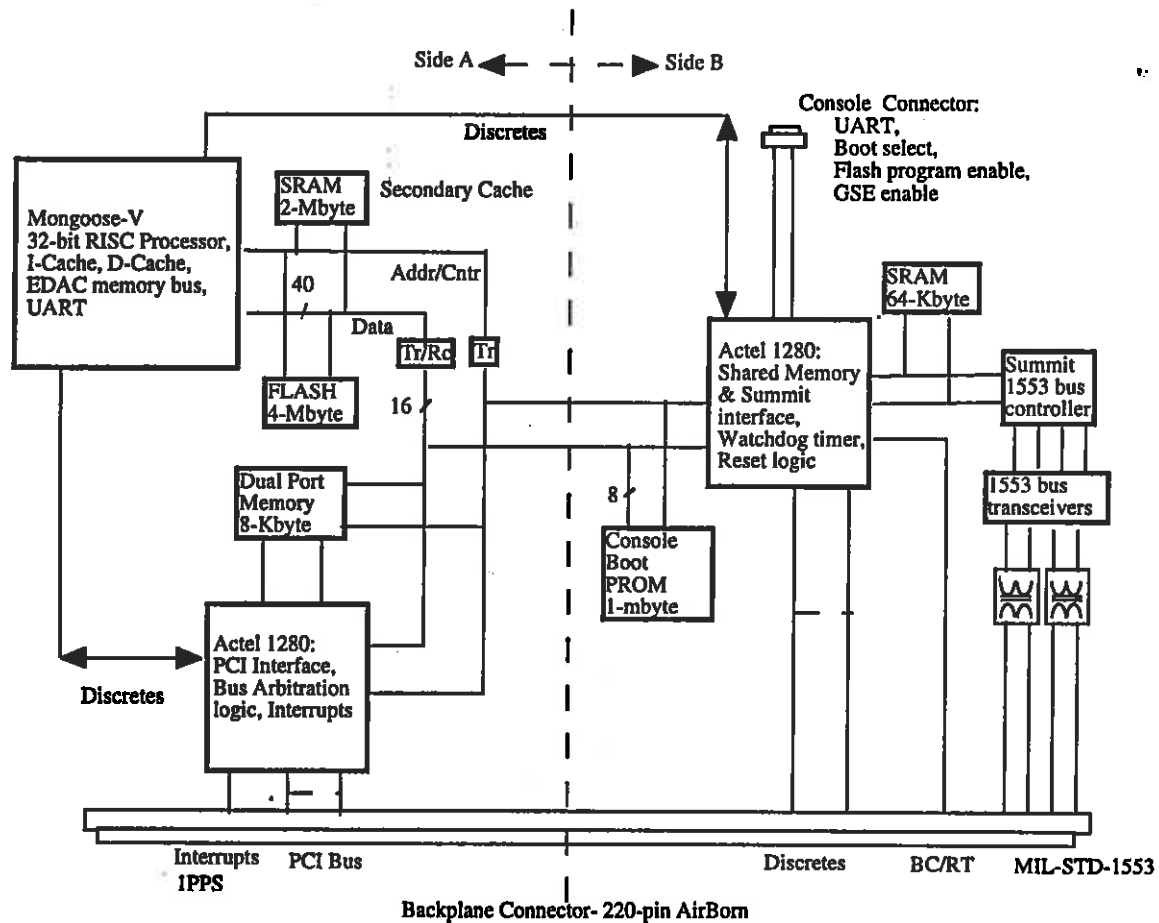 Side A
Side B
Console Connector:
UART,
Boot select,
Flash program enable,
GSE enable
Discretes
SRAM
2-Mbyte
Secondary Cache
Mongoose-V
32-bit RISC Processor,
I-Cache, D-Cache,
EDAC memory bus,
UART
Addr/Cntr
40
Data
Tr/Rc
Tr
FLASH
4-Mbyte
16
SRAM
64-Kbyte
Actel 1280:
Shared Memory
& Summit
interface,
Watchdog timer,
Reset logic
Summit
1553 bus
controller
1553 bus
transceivers
Dual Port
Memory
8-Kbyte
8
Console
Boot
PROM
1-mbyte
Actel 1280:
PCI Interface,
Bus Arbitration
logic, Interrupts
Discretes
Interrupts
1PPS
PCI Bus
Discretes
BC/RT
MIL-STD-1553
Backplane Connector- 220-pin AirBorn